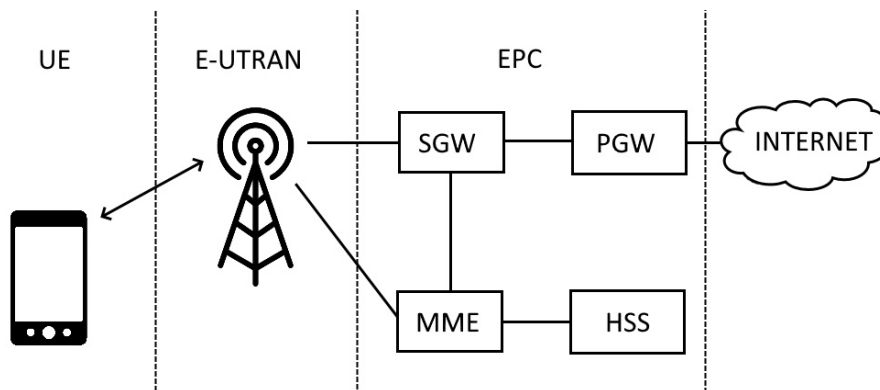 UE
E-UTRAN
EPC
SGW
PGW
INTERNET
MME
HSS